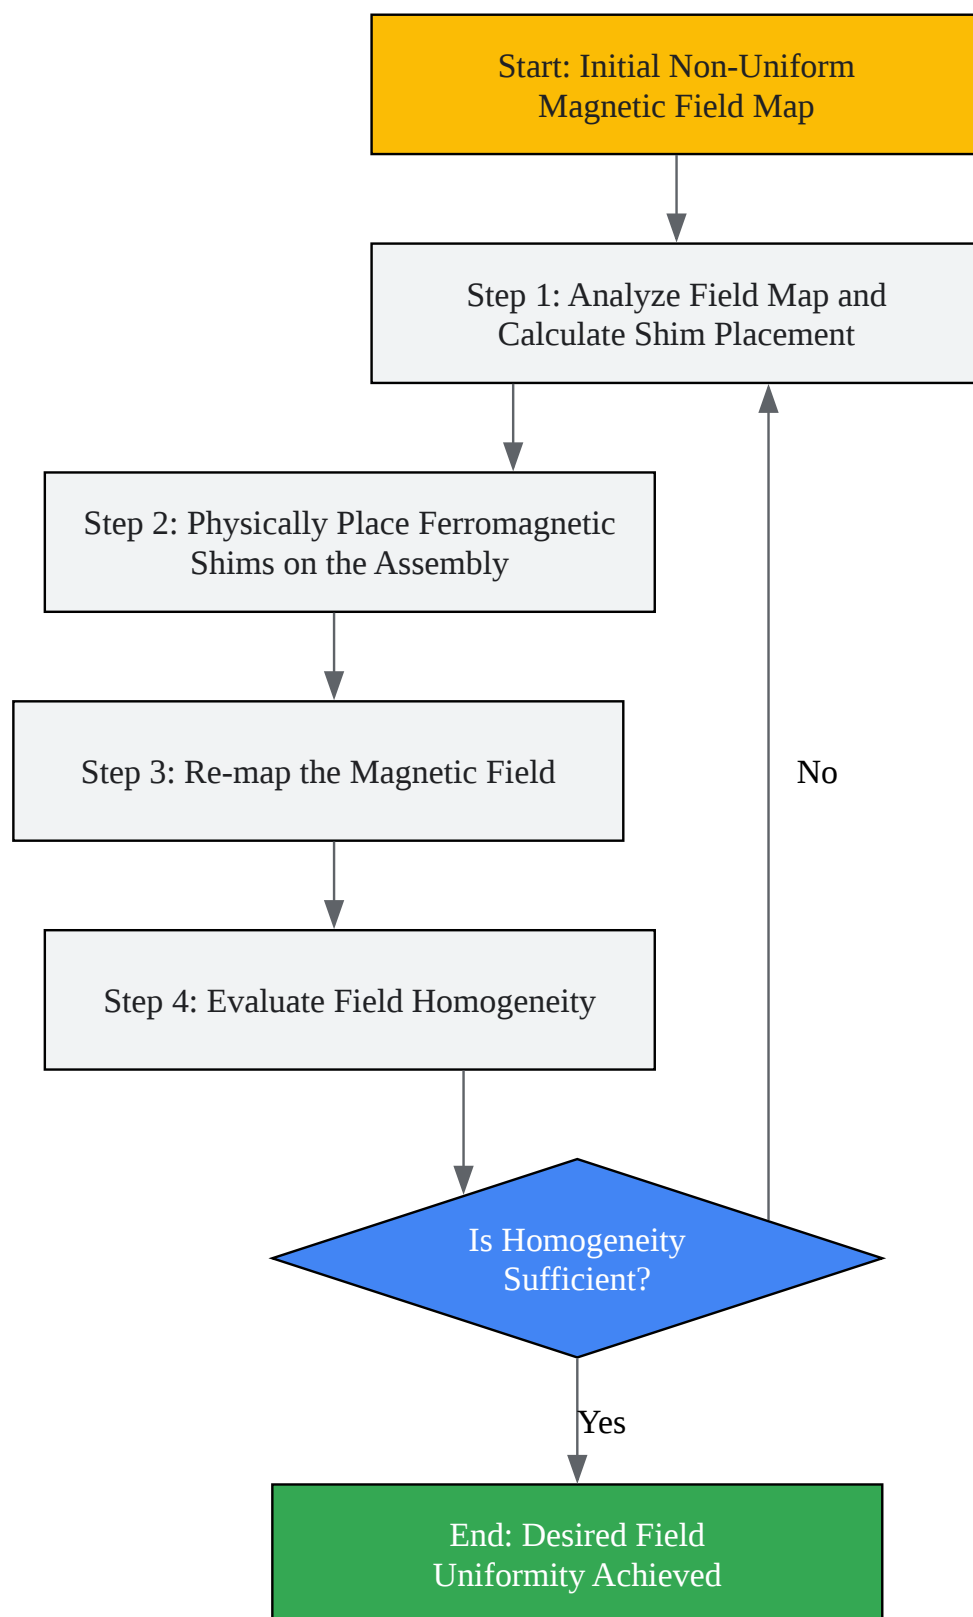 Start: Initial Non-Uniform
Magnetic Field Map
Step 1: Analyze Field Map and
Calculate Shim Placement
Step 2: Physically Place Ferromagnetic
Shims on the Assembly
Step 3: Re-map the Magnetic Field
No
Step 4: Evaluate Field Homogeneity
Is Homogeneity
Sufficient?
Yes
End: Desired Field
Uniformity Achieved